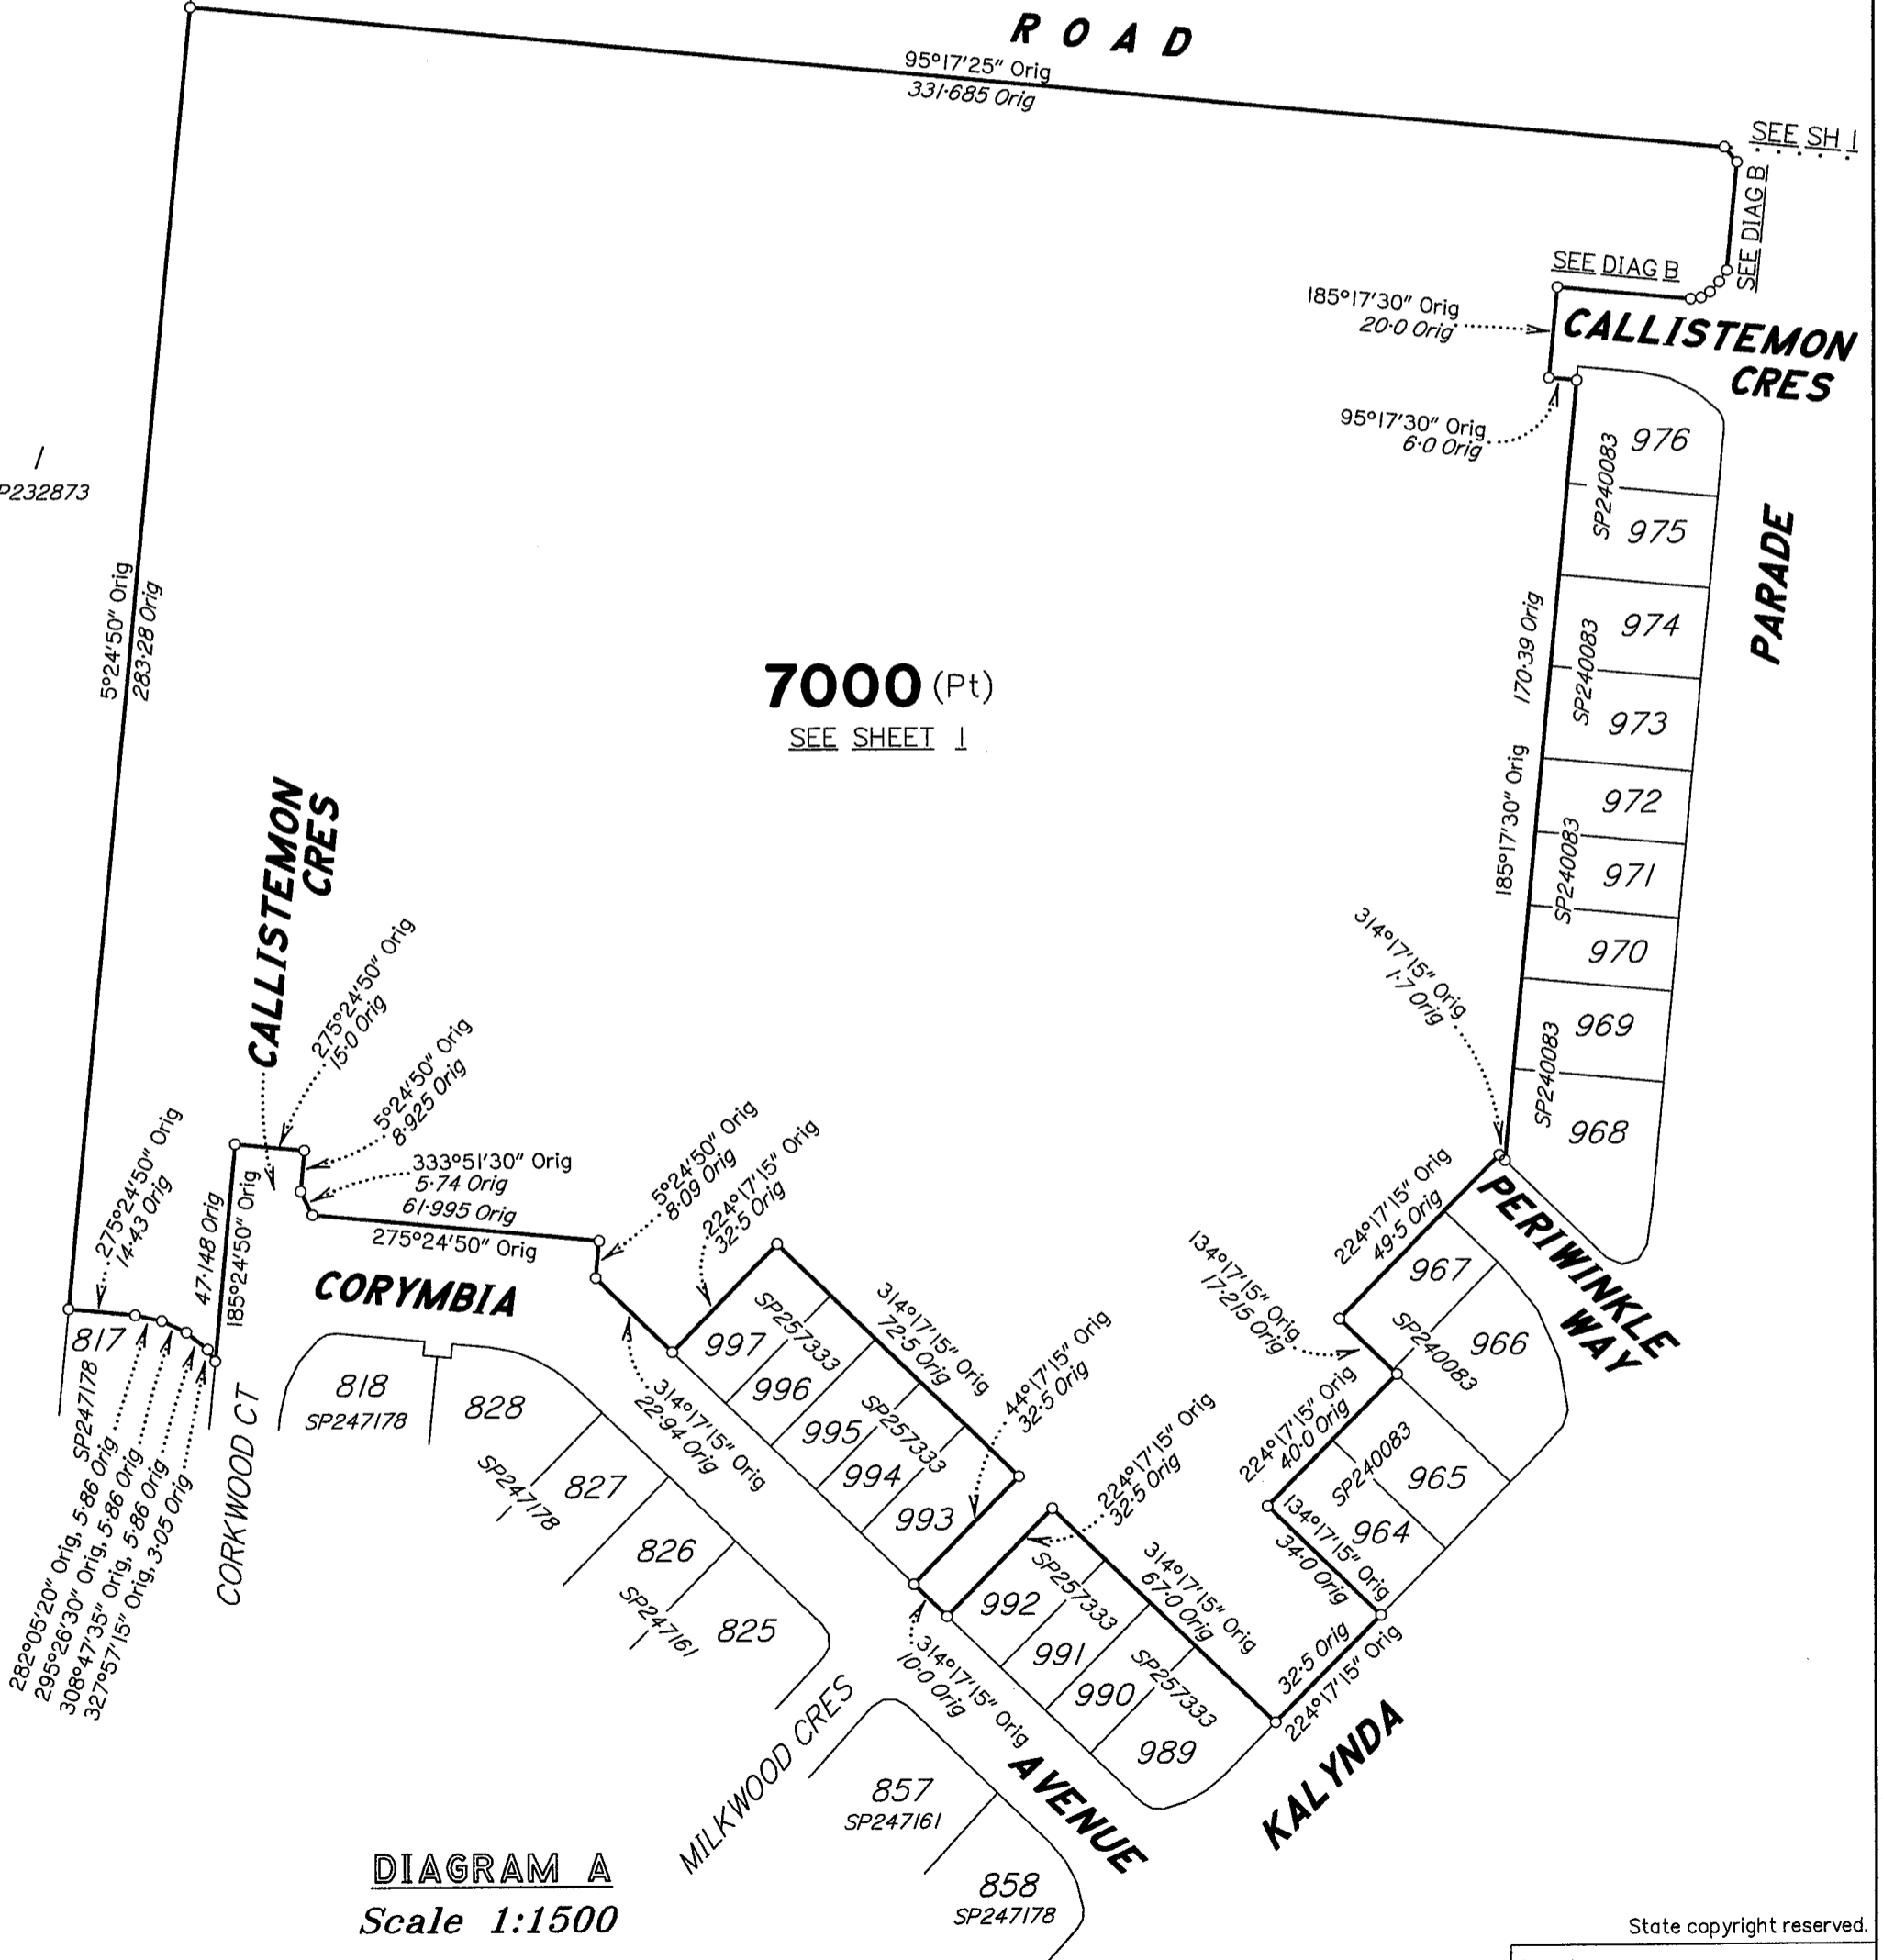 ROAD
95°17'25" Orig
331·685 Orig
SEE SH 1
SEE DIAG B
SEE DIAG B
185°17'30" Orig
20·0 Orig
CALLISTEMON
CRES
95°17'30" Orig
6·0 Orig
976
SP240083
975
1
P232873
PARADE
5°24'50" Orig
283·28 Orig
974
SP240083
973
185°17'30" Orig 170·39 Orig
7000 (Pt)
SEE SHEET 1
972
SP240083
971
970
969
SP240083
968
314°17'15" Orig
1·7 Orig
CALLISTEMON
CRES
275°24'50" Orig
15·0 Orig
5°24'50" Orig
8·925 Orig
333°51'30" Orig
5·74 Orig
61·995 Orig
275°24'50" Orig
275°24'50" Orig
14·43 Orig
47·148 Orig
185°24'50" Orig
5°24'50" Orig
8·09 Orig
224°17'15" Orig
32·5 Orig
CORYMBIA
224°17'15" Orig
49·5 Orig
PERIWINKLE
WAY
967
SP240083
966
134°17'15" Orig
17·215 Orig
314°17'15" Orig
72·5 Orig
997
SP257333
996
995
SP257333
994
993
44°17'15" Orig
32·5 Orig
817
SP247178
818
SP247178
828
314°17'15" Orig
22·94 Orig
224°17'15" Orig
40·0 Orig
SP240083
965
964
134°17'15" Orig
34·0 Orig
224°17'15" Orig
32·5 Orig
827
SP247178
CORKWOOD CT
282°05'20" Orig, 5·86 Orig
295°26'30" Orig, 5·86 Orig
308°47'35" Orig, 5·86 Orig
327°57'15" Orig, 3·05 Orig
826
SP247161
825
992
SP257333
991
990
SP257333
989
314°17'15" Orig
67·0 Orig
32·5 Orig
224°17'15" Orig
314°17'15" Orig
10·0 Orig
MILKWOOD CRES
AVENUE
KALYNDA
857
SP247161
858
SP247178
DIAGRAM A
Scale 1:1500
State copyright reserved.